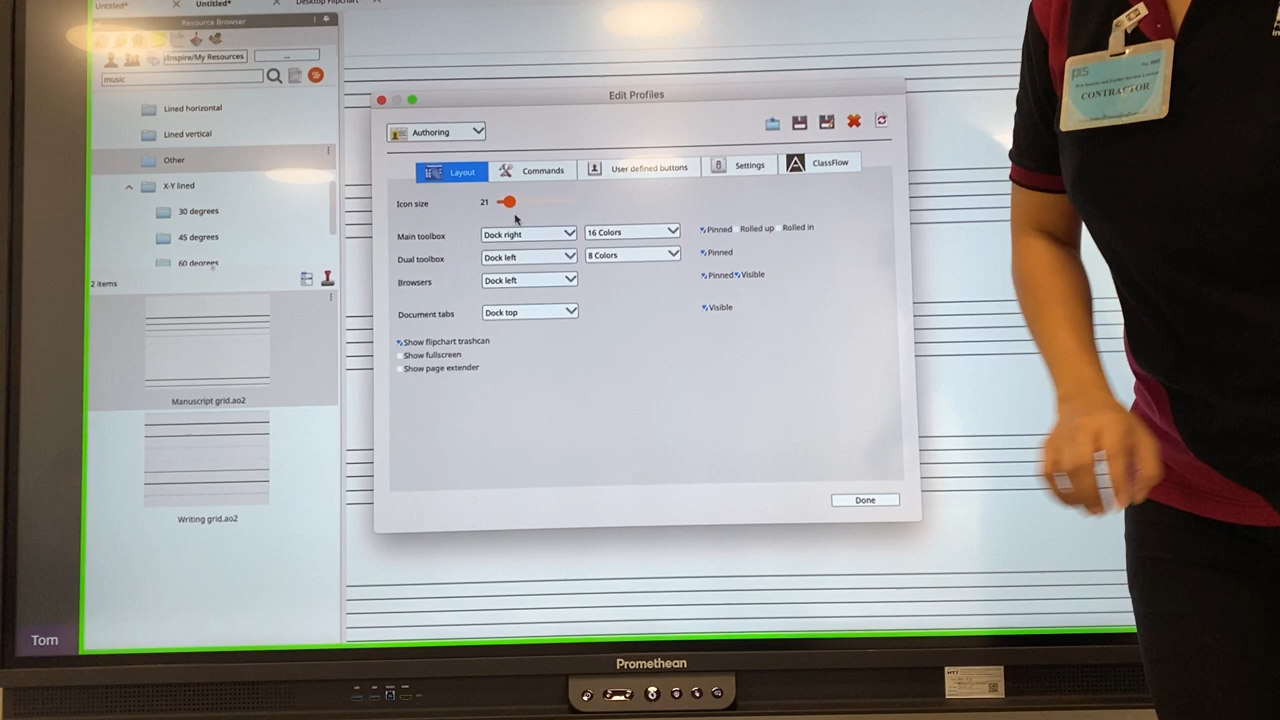 Untitled*
Untitled*
Desktop Flipchart
Resource Browser
yInspire/My Resources
...
music
Lined horizontal
Lined vertical
Other
X-Y lined
30 degrees
45 degrees
60 degrees
2 items
Manuscript grid.ao2
Writing grid.ao2
Edit Profiles
Authoring
Layout
Commands
User defined buttons
Settings
ClassFlow
Icon size
21
Main toolbox
Dock right
16 Colors
Pinned
Rolled up
Rolled in
Dual toolbox
Dock left
8 Colors
Pinned
Browsers
Dock left
Pinned
Visible
Document tabs
Dock top
Visible
Show flipchart trashcan
Show fullscreen
Show page extender
Done
Tom
Promethean
CONTRACTOR